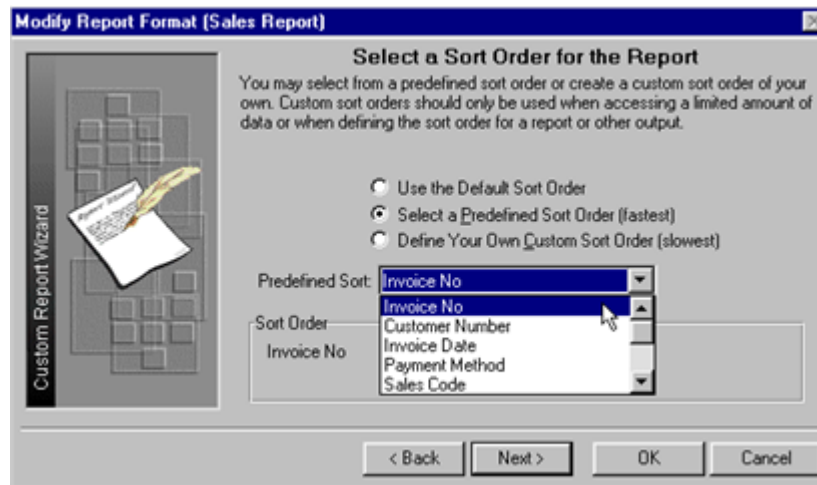 Modify Report Format (Sales Report)
Select a Sort Order for the Report
You may select from a predefined sort order or create a custom sort order of your
own. Custom sort orders should only be used when accessing a limited amount of
data or when defining the sort order for a report or other output.
Use the Default Sort Order
Select a Predefined Sort Order (fastest)
Define Your Own Custom Sort Order (slowest)
Custom Report Wizard
Predefined Sort: Invoice No
Invoice No
Customer Number
Invoice Date
Payment Method
Sales Code
Sort Order
Invoice No
< Back Next > OK Cancel